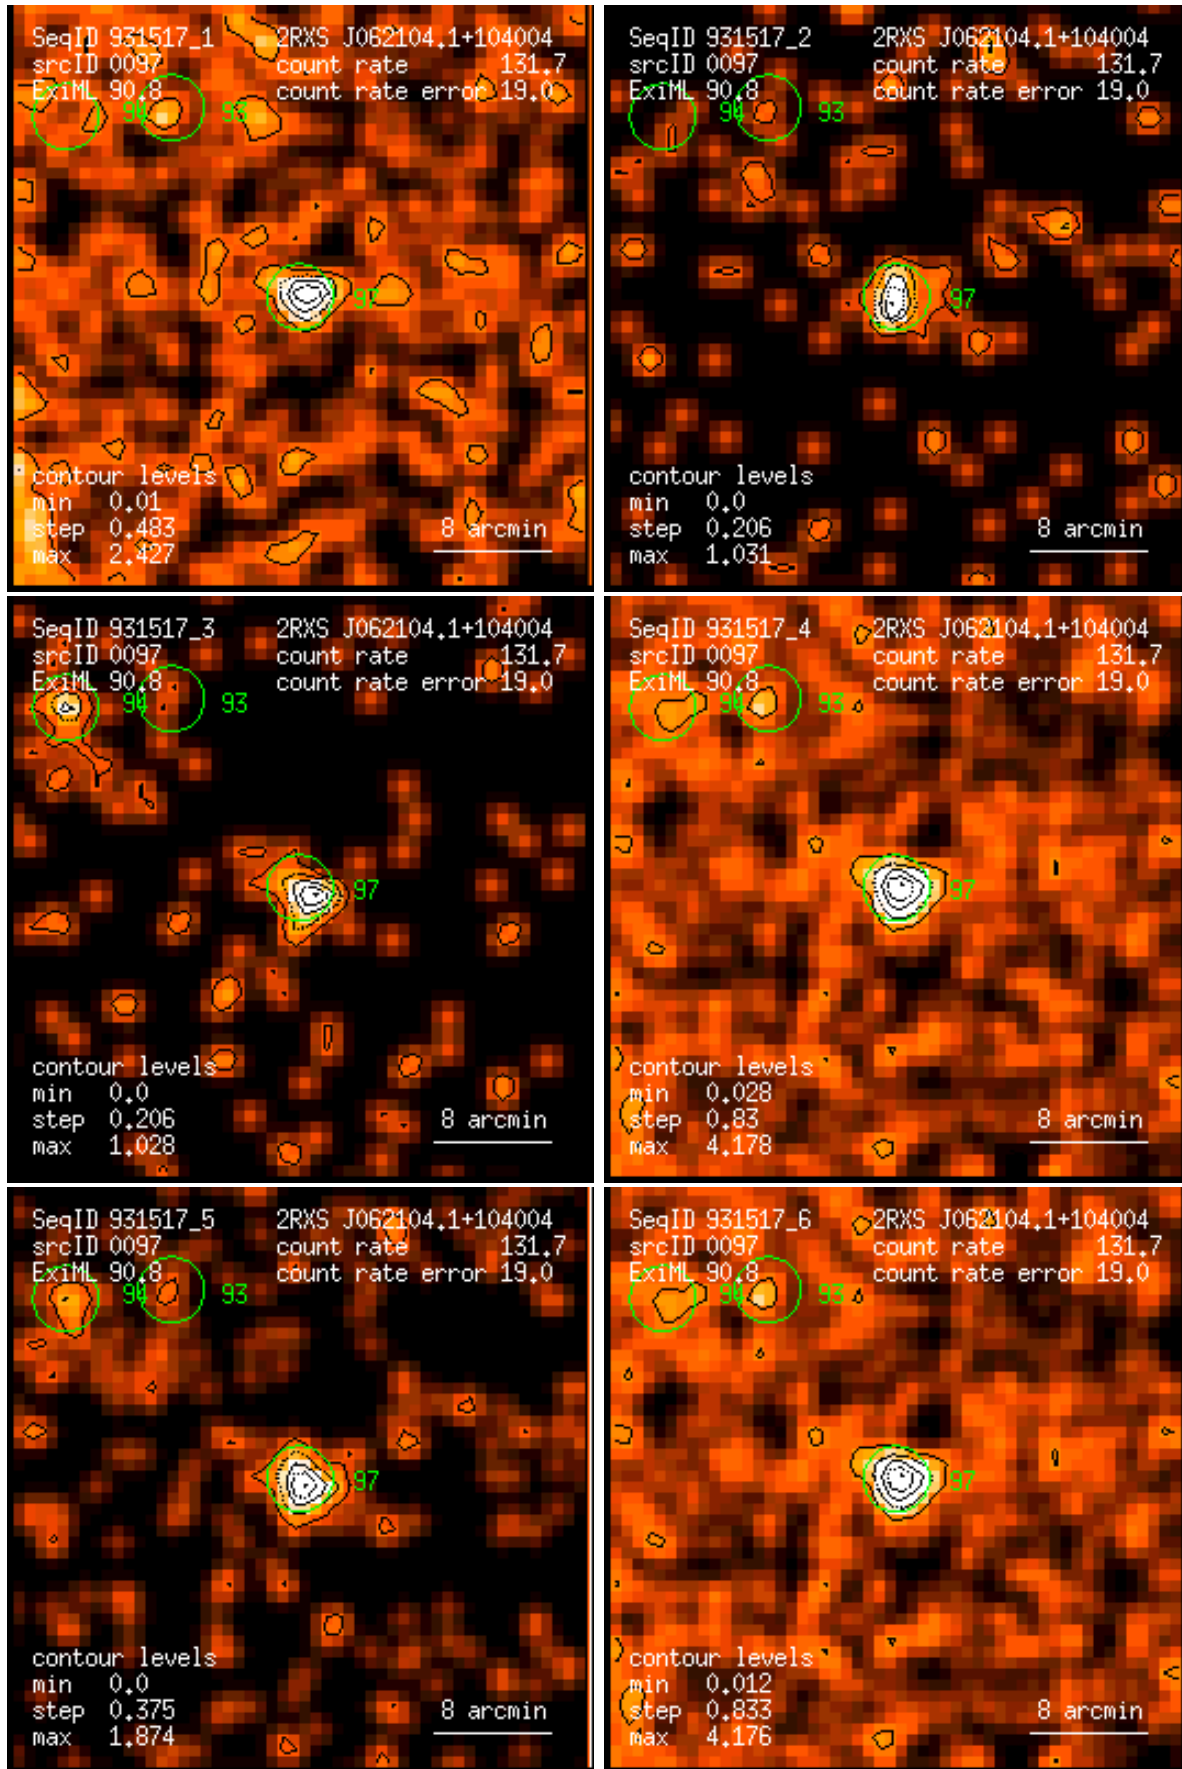 SeqID 931517_1 2RXS J062104.1+104004
srcID 0097 count rate 131.7
ExiML 90.8 count rate error 19.0
94 93
97
contour levels
min 0.01
step 0.483 8 arcmin
max 2.427
SeqID 931517_2 2RXS J062104.1+104004
srcID 0097 count rate 131.7
ExiML 90.8 count rate error 19.0
94 93
97
contour levels
min 0.0
step 0.206 8 arcmin
max 1.031
SeqID 931517_3 2RXS J062104.1+104004
srcID 0097 count rate 131.7
ExiML 90.8 count rate error 19.0
94 93
97
contour levels
min 0.0
step 0.206 8 arcmin
max 1.028
SeqID 931517_4 2RXS J062104.1+104004
srcID 0097 count rate 131.7
ExiML 90.8 count rate error 19.0
94 93
97
contour levels
min 0.028
step 0.83 8 arcmin
max 4.178
SeqID 931517_5 2RXS J062104.1+104004
srcID 0097 count rate 131.7
ExiML 90.8 count rate error 19.0
94 93
97
contour levels
min 0.0
step 0.375 8 arcmin
max 1.874
SeqID 931517_6 2RXS J062104.1+104004
srcID 0097 count rate 131.7
ExiML 90.8 count rate error 19.0
94 93
97
contour levels
min 0.012
step 0.833 8 arcmin
max 4.176